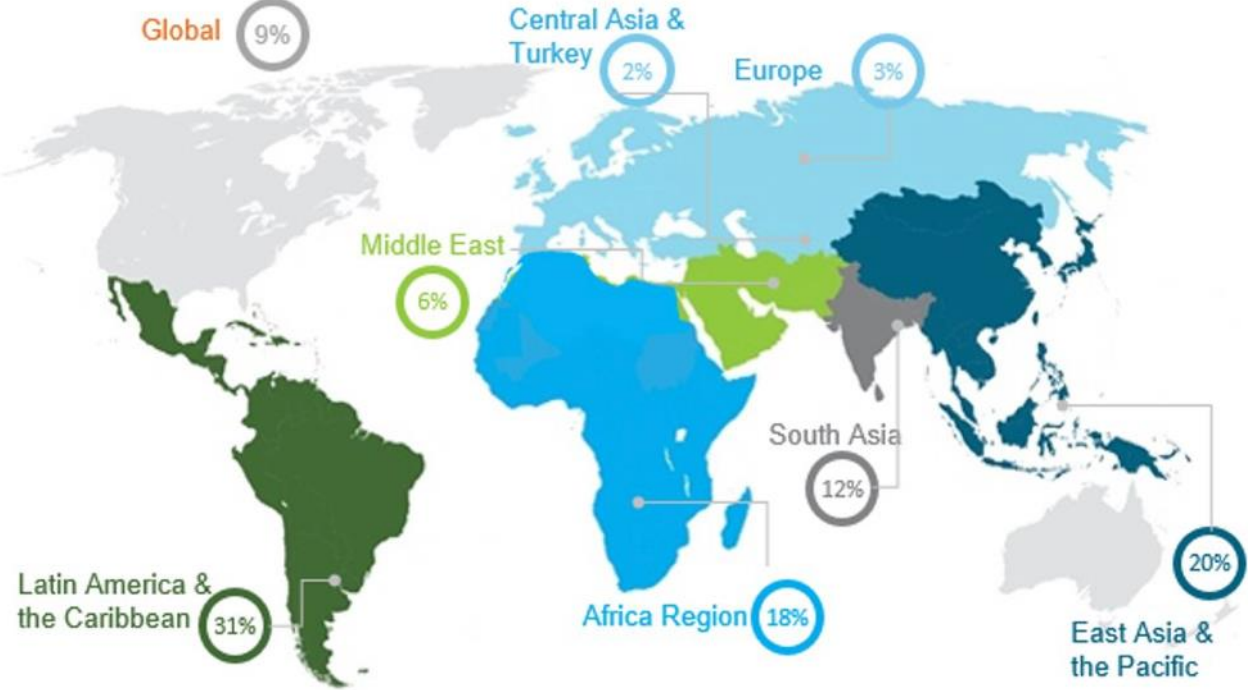 Global 9%
Central Asia &
Turkey 2%
Europe 3%
Middle East
6%
South Asia
12%
Latin America &
the Caribbean 31%
Africa Region 18%
20%
East Asia &
the Pacific